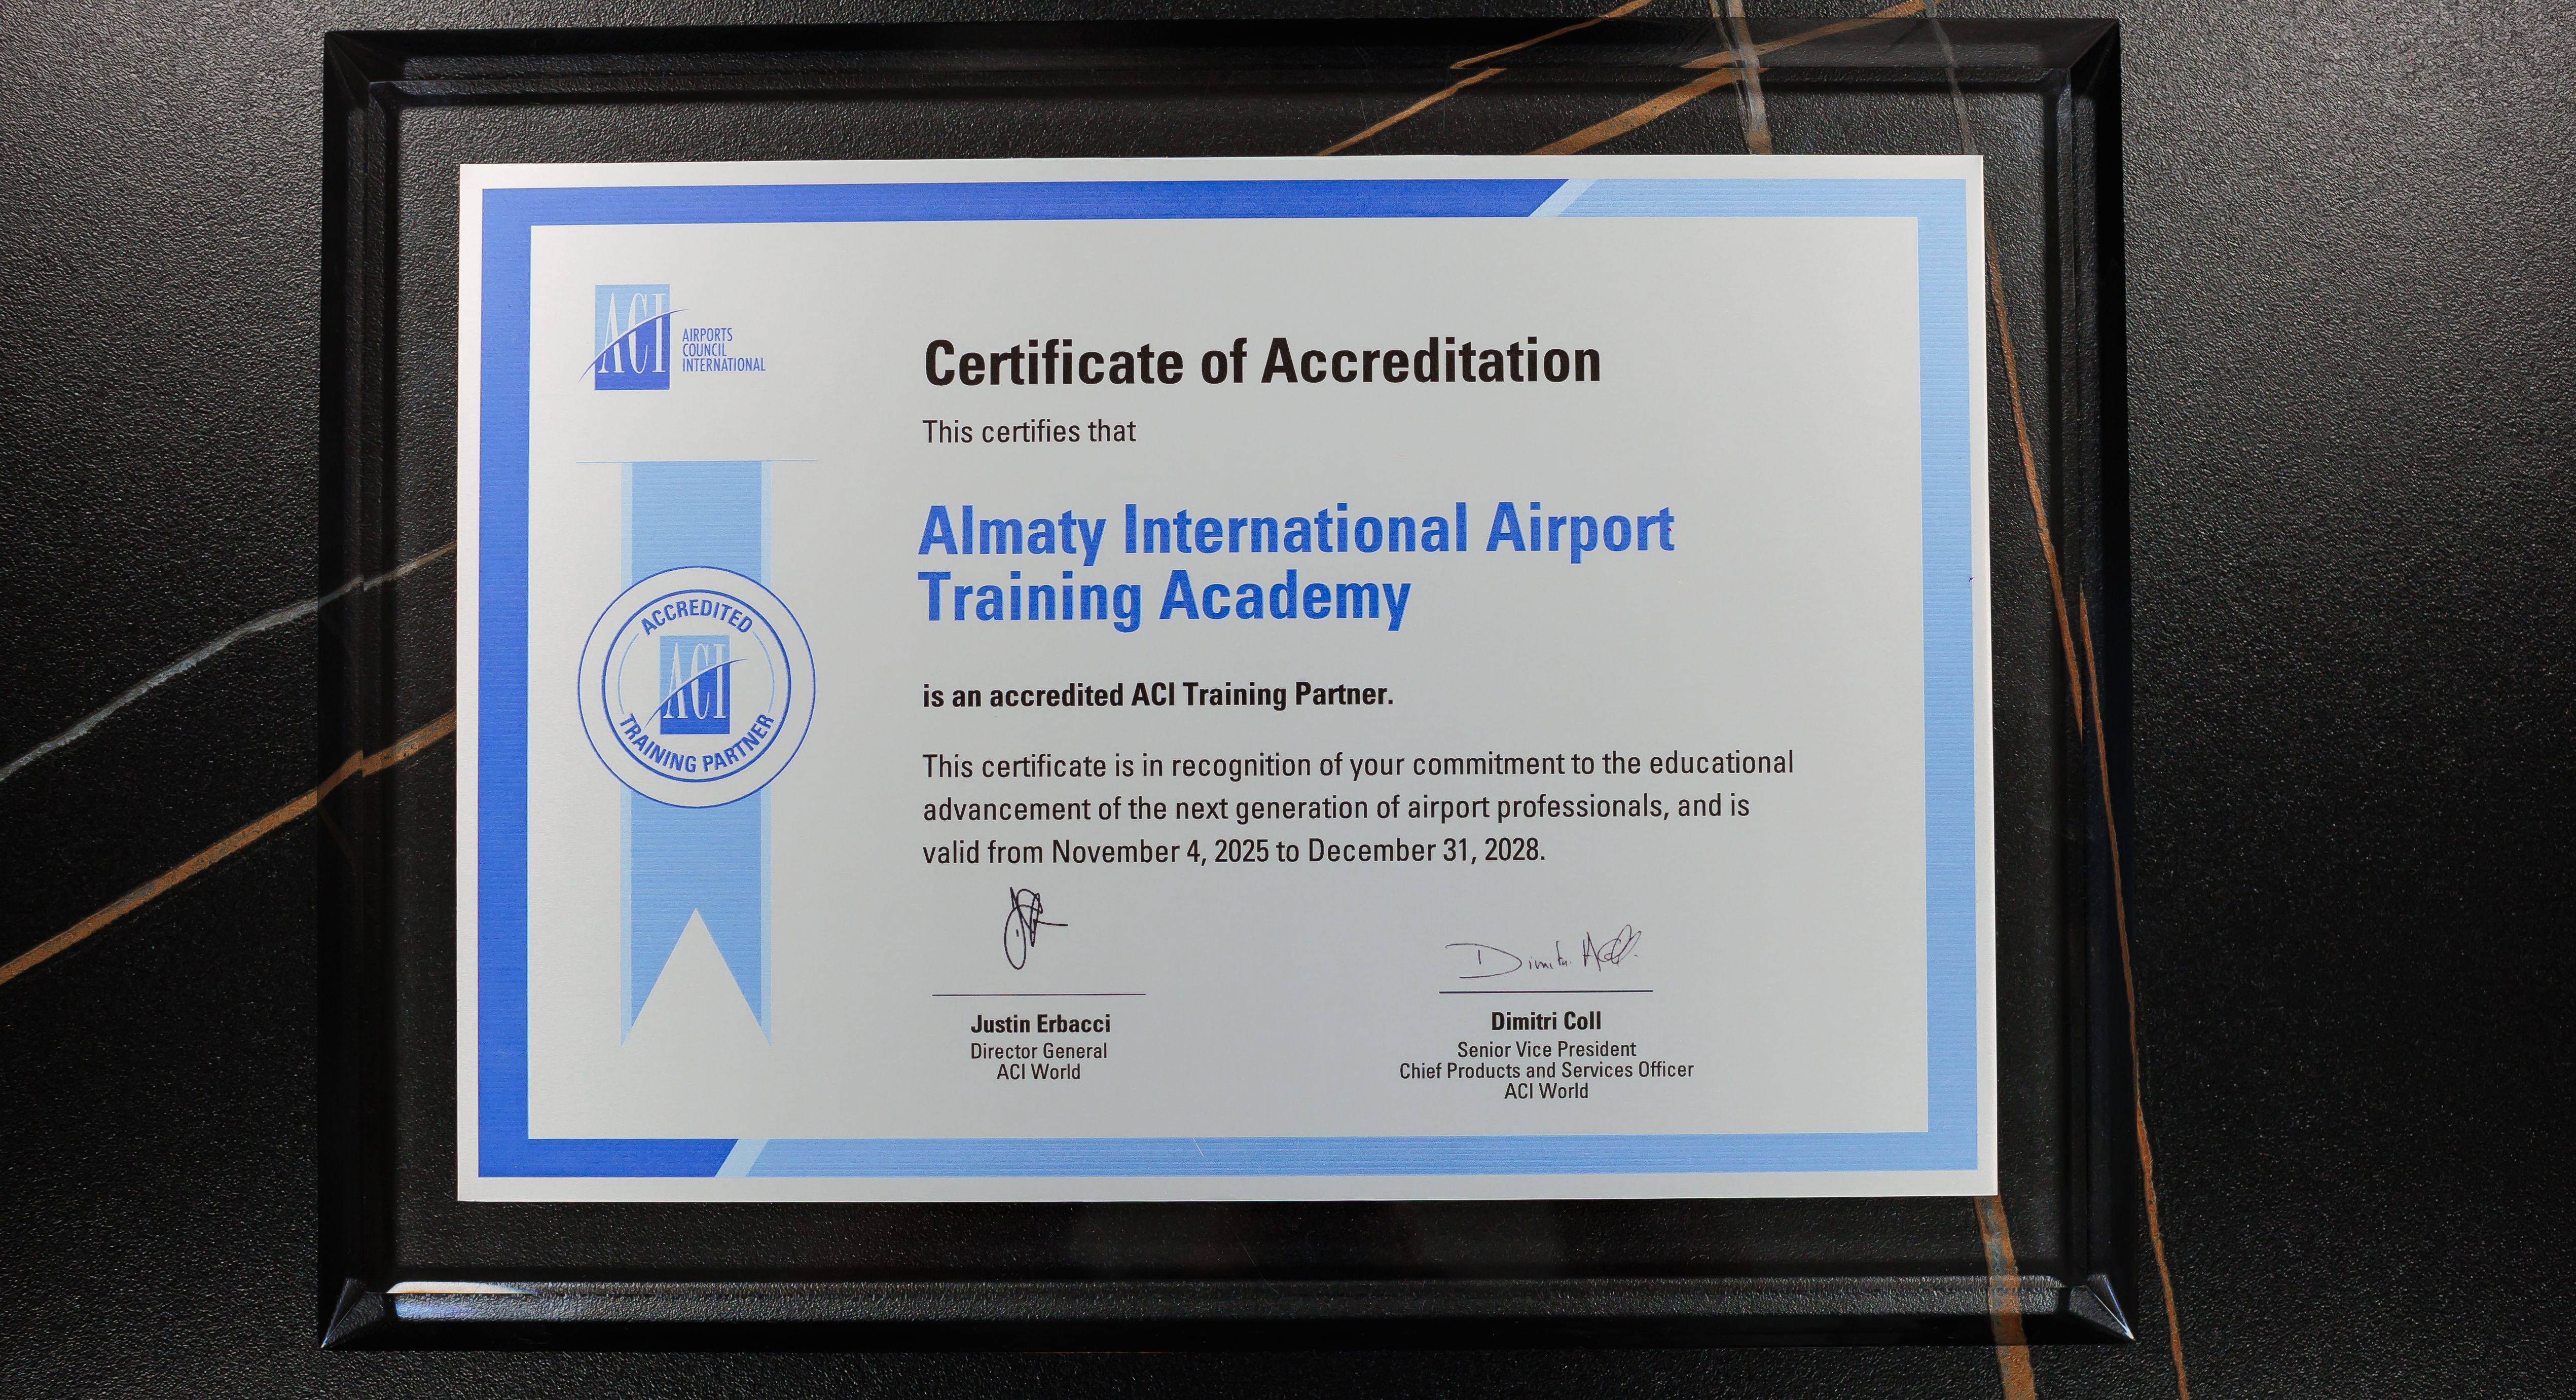 ACI
AIRPORTS
COUNCIL
INTERNATIONAL
Certificate of Accreditation
This certifies that
Almaty International Airport
Training Academy
ACCREDITED
ACI
TRAINING PARTNER
is an accredited ACI Training Partner.
This certificate is in recognition of your commitment to the educational
advancement of the next generation of airport professionals, and is
valid from November 4, 2025 to December 31, 2028.
Justin Erbacci
Director General
ACI World
Dimitri Coll
Senior Vice President
Chief Products and Services Officer
ACI World